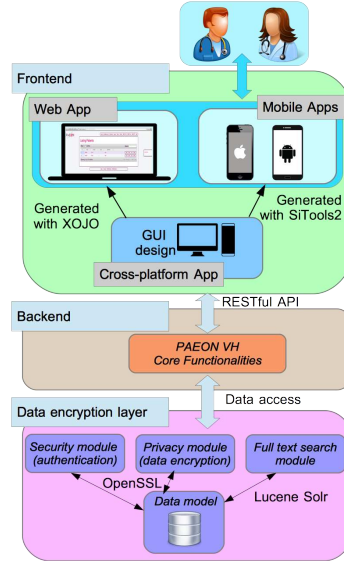 Frontend
Web App
Mobile Apps
Generated
with XOJO
Generated
with SiTools2
GUI
design
Cross-platform App
RESTful API
Backend
PAEON VH
Core Functionalities
Data access
Data encryption layer
Security module
(authentication)
Privacy module
(data encryption)
Full text search
module
OpenSSL
Lucene Solr
Data model